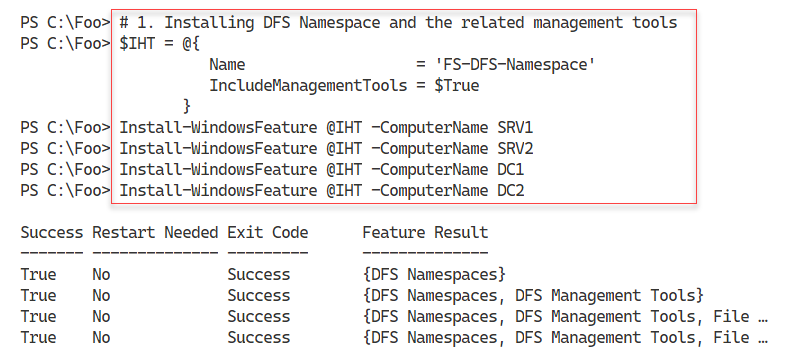 PS C:\Foo> # 1. Installing DFS Namespace and the related management tools
PS C:\Foo> $IHT = @{
Name = 'FS-DFS-Namespace'
IncludeManagementTools = $True
}
PS C:\Foo> Install-WindowsFeature @IHT -ComputerName SRV1
PS C:\Foo> Install-WindowsFeature @IHT -ComputerName SRV2
PS C:\Foo> Install-WindowsFeature @IHT -ComputerName DC1
PS C:\Foo> Install-WindowsFeature @IHT -ComputerName DC2
Success Restart Needed Exit Code Feature Result
------- -------------- --------- --------------
True No Success {DFS Namespaces}
True No Success {DFS Namespaces, DFS Management Tools}
True No Success {DFS Namespaces, DFS Management Tools, File …
True No Success {DFS Namespaces, DFS Management Tools, File …